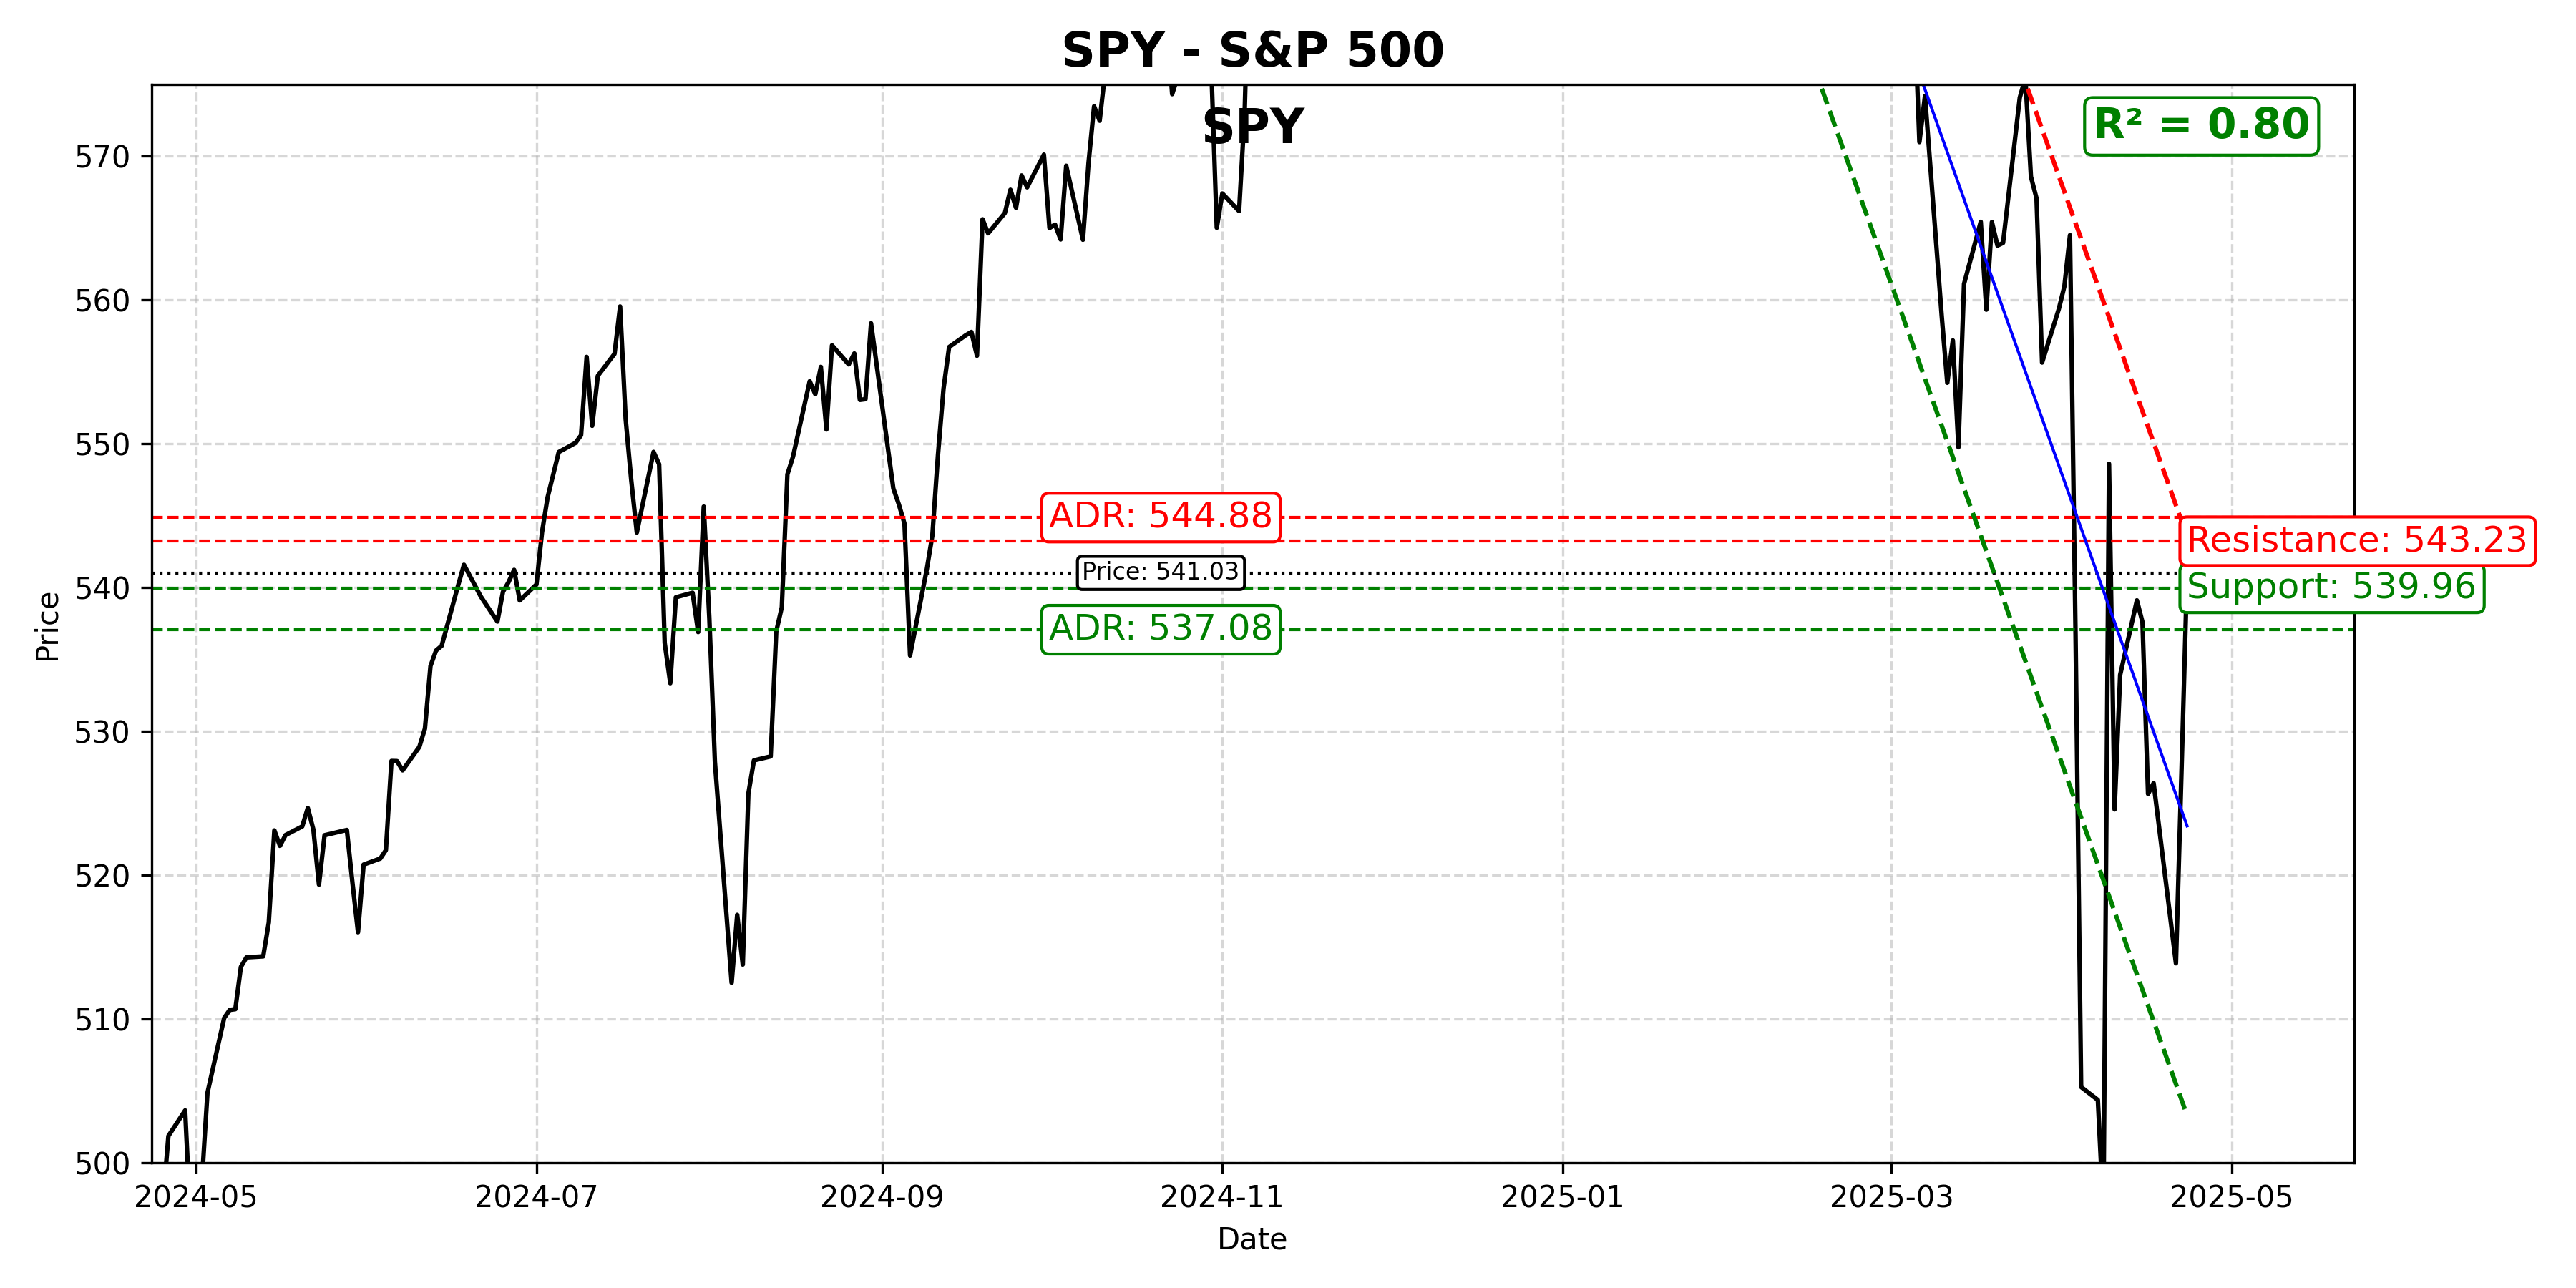 SPY - S&P 500
SPY
R² = 0.80
570
560
550
540
530
520
510
500
Price
ADR: 544.88
Resistance: 543.23
Price: 541.03
Support: 539.96
ADR: 537.08
2024-05
2024-07
2024-09
2024-11
2025-01
2025-03
2025-05
Date